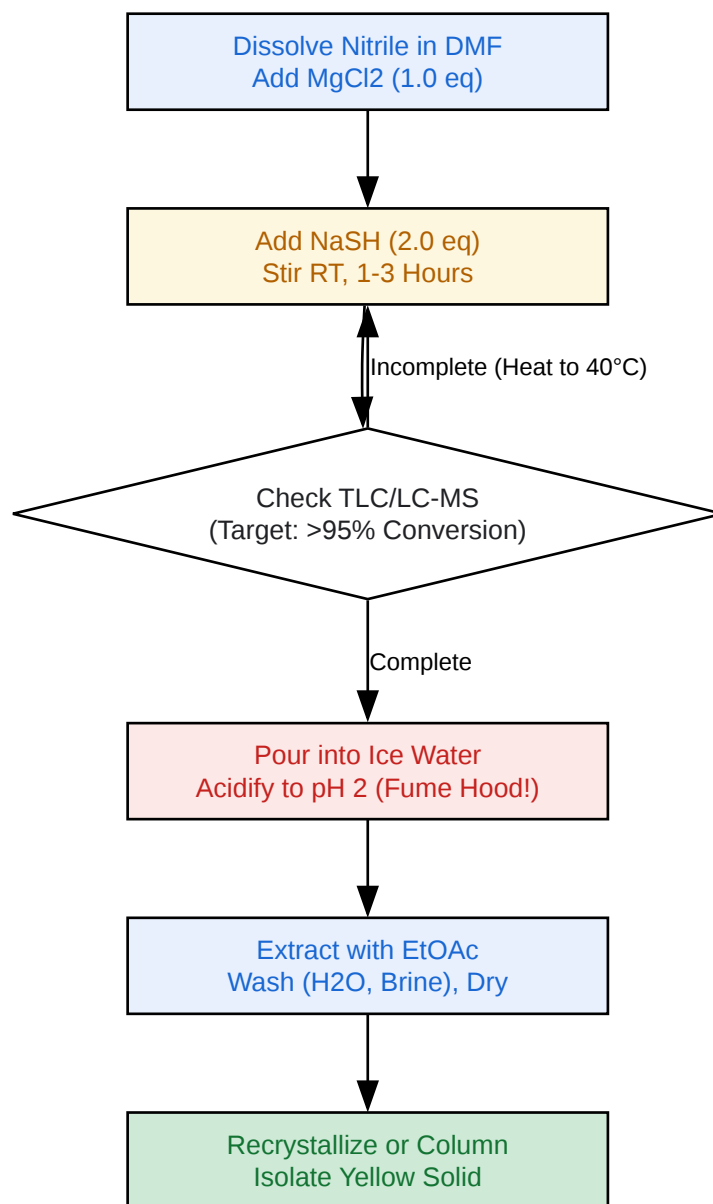 Dissolve Nitrile in DMF
Add MgCl2 (1.0 eq)
Add NaSH (2.0 eq)
Stir RT, 1-3 Hours
Incomplete (Heat to 40°C)
Check TLC/LC-MS
(Target: >95% Conversion)
Complete
Pour into Ice Water
Acidify to pH 2 (Fume Hood!)
Extract with EtOAc
Wash (H2O, Brine), Dry
Recrystallize or Column
Isolate Yellow Solid